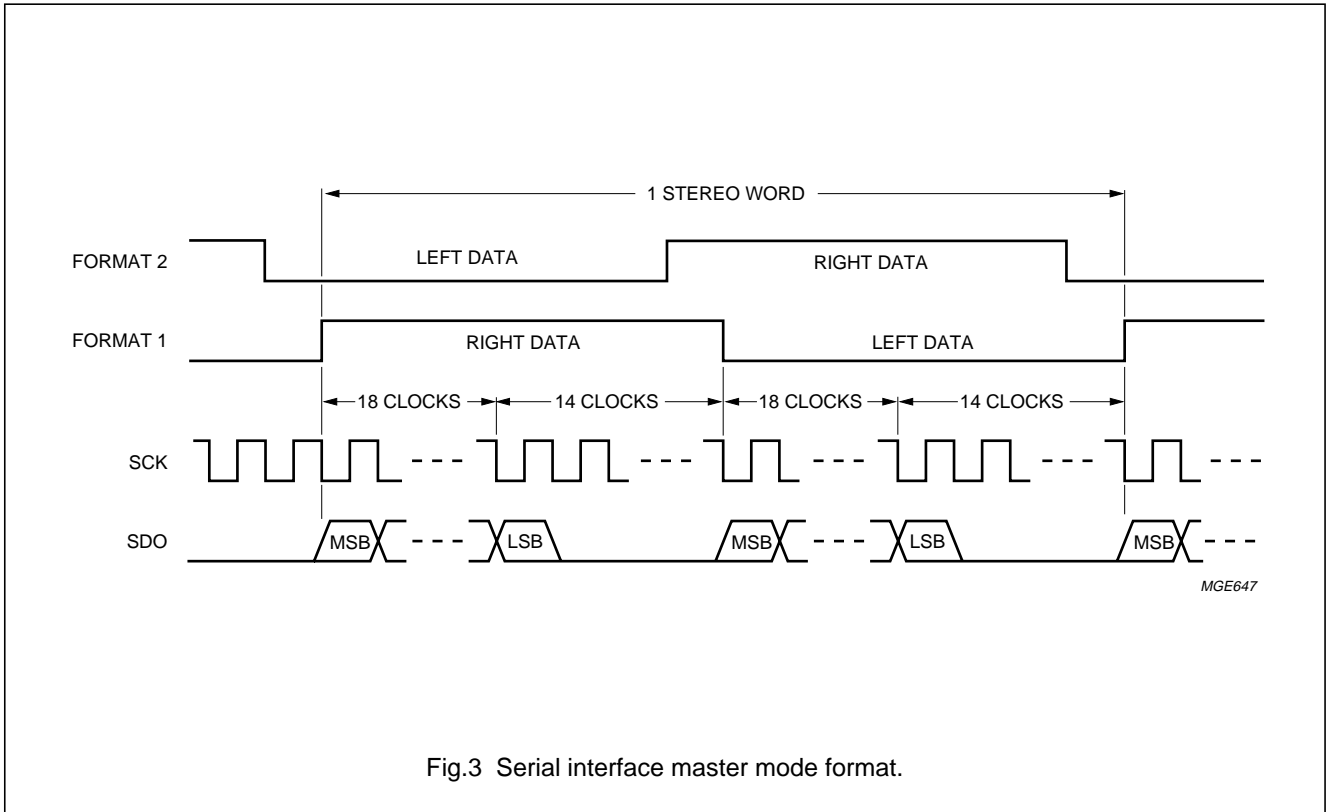 1 STEREO WORD
FORMAT 2
LEFT DATA
RIGHT DATA
FORMAT 1
RIGHT DATA
LEFT DATA
18 CLOCKS
14 CLOCKS
18 CLOCKS
14 CLOCKS
SCK
SDO
MSB
LSB
MSB
LSB
MSB
MGE647
Fig.3 Serial interface master mode format.